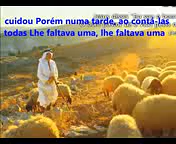 cuidou Porém numa tarde, ao contá-las
todas Lhe faltava uma, lhe faltava uma